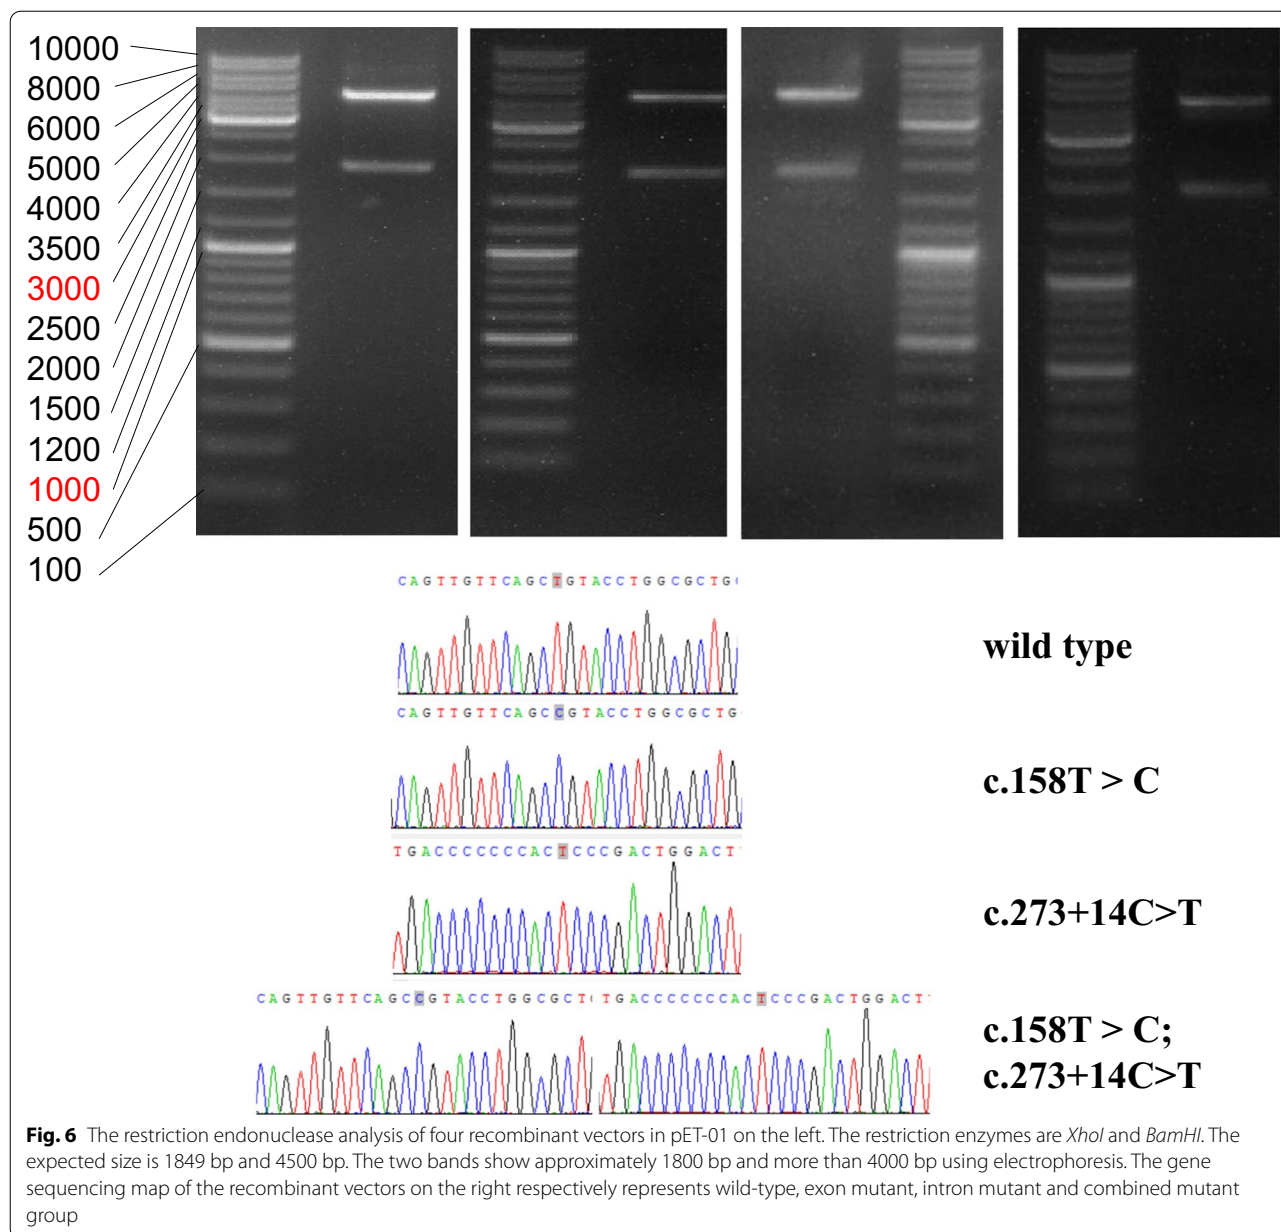 10000
8000
6000
5000
4000
3500
3000
2500
2000
1500
1200
1000
500
100
CAGTTGTTCAGCTGTACCTGGCGCTG
wild type
CAGTTGTTCAGCCGTACCTGGCGCTG
c.158T > C
TGACCCCCCCACTCCCGACTGGACT
c.273+14C>T
CAGTTGTTCAGCCGTACCTGGCGCT TGACCCCCCCACTCCCGACTGGACT
c.158T > C;
c.273+14C>T
Fig. 6 The restriction endonuclease analysis of four recombinant vectors in pET-01 on the left. The restriction enzymes are XhoI and BamHI. The
expected size is 1849 bp and 4500 bp. The two bands show approximately 1800 bp and more than 4000 bp using electrophoresis. The gene
sequencing map of the recombinant vectors on the right respectively represents wild-type, exon mutant, intron mutant and combined mutant
group